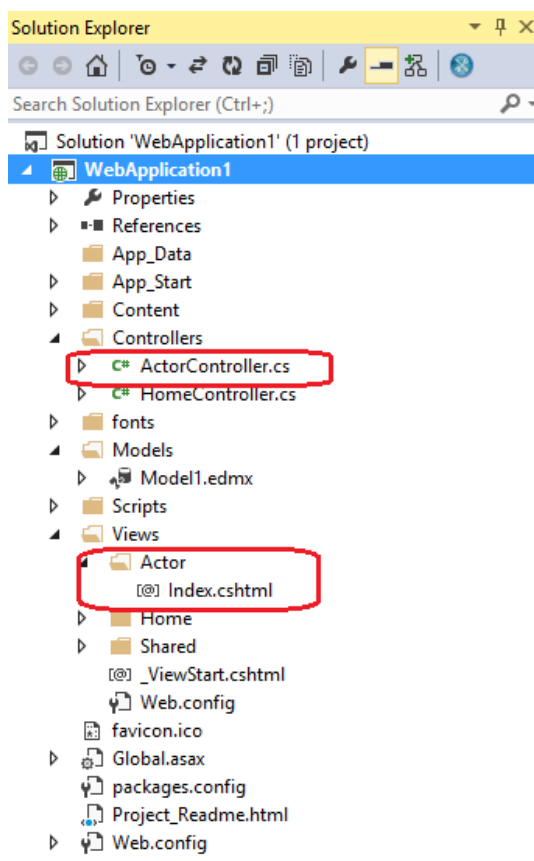 Solution Explorer
Search Solution Explorer (Ctrl+;)
Solution 'WebApplication1' (1 project)
WebApplication1
Properties
References
App_Data
App_Start
Content
Controllers
C# ActorController.cs
C# HomeController.cs
fonts
Models
Model1.edmx
Scripts
Views
Actor
[@] Index.cshtml
Home
Shared
[@] _ViewStart.cshtml
Web.config
favicon.ico
Global.asax
packages.config
Project_Readme.html
Web.config